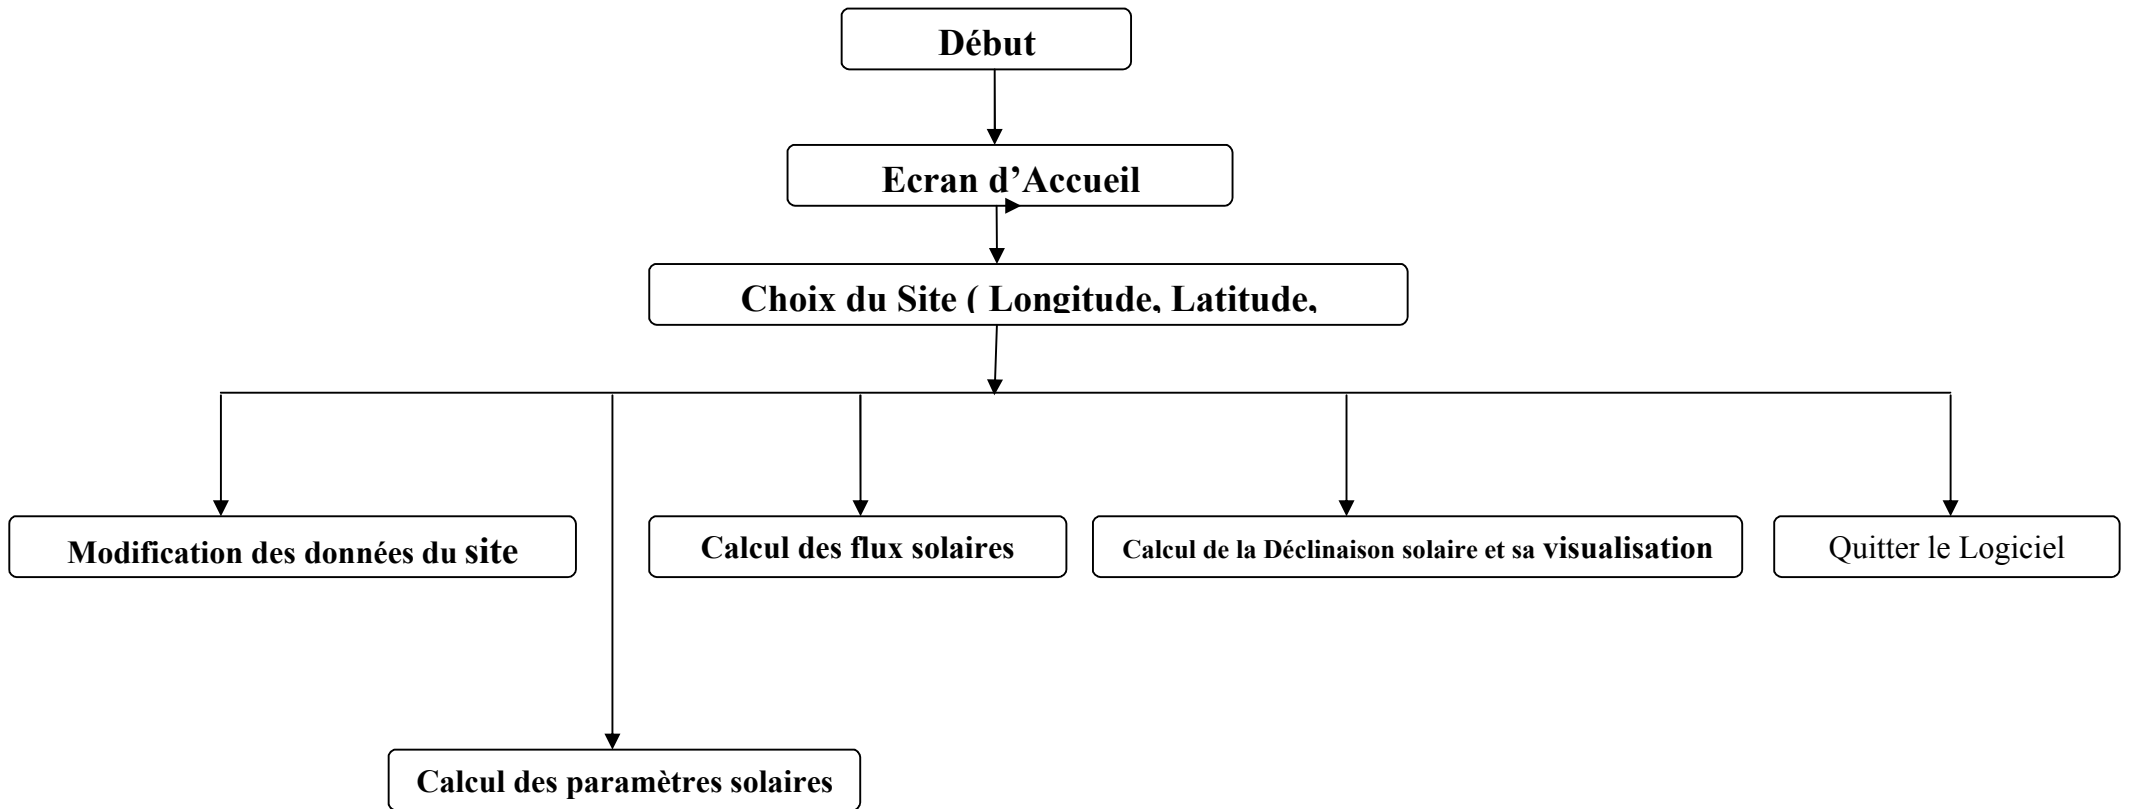 Début
Ecran d’Accueil
Choix du Site ( Longitude, Latitude,
Modification des données du site
Calcul des flux solaires
Calcul de la Déclinaison solaire et sa visualisation
Quitter le Logiciel
Calcul des paramètres solaires